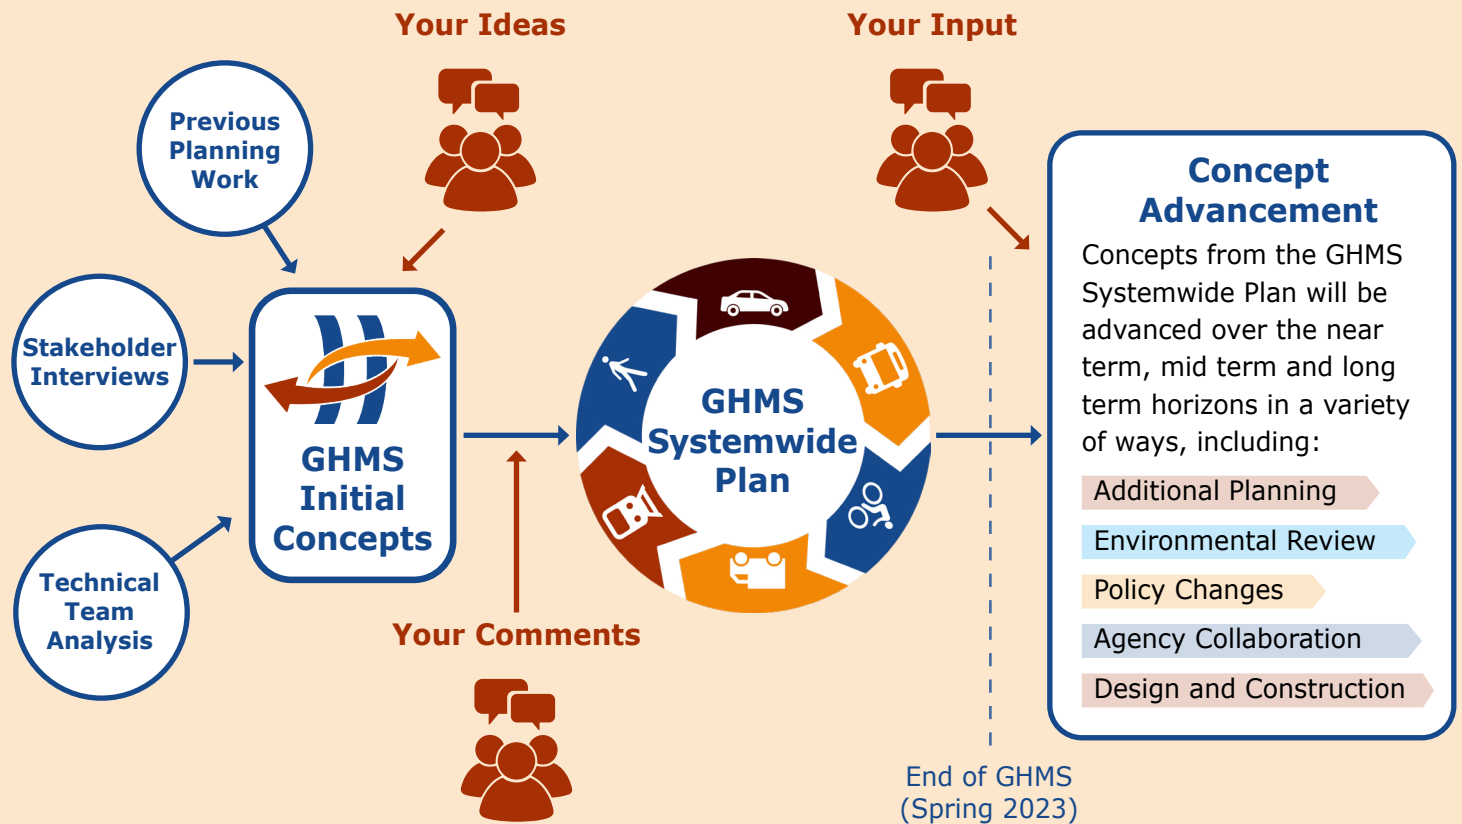 Your Ideas
Your Input
Previous
Planning
Work
Stakeholder
Interviews
Technical
Team
Analysis
GHMS
Initial
Concepts
Your Comments
GHMS
Systemwide
Plan
End of GHMS
(Spring 2023)
Concept
Advancement
Concepts from the GHMS
Systemwide Plan will be
advanced over the near
term, mid term and long
term horizons in a variety
of ways, including:
Additional Planning
Environmental Review
Policy Changes
Agency Collaboration
Design and Construction